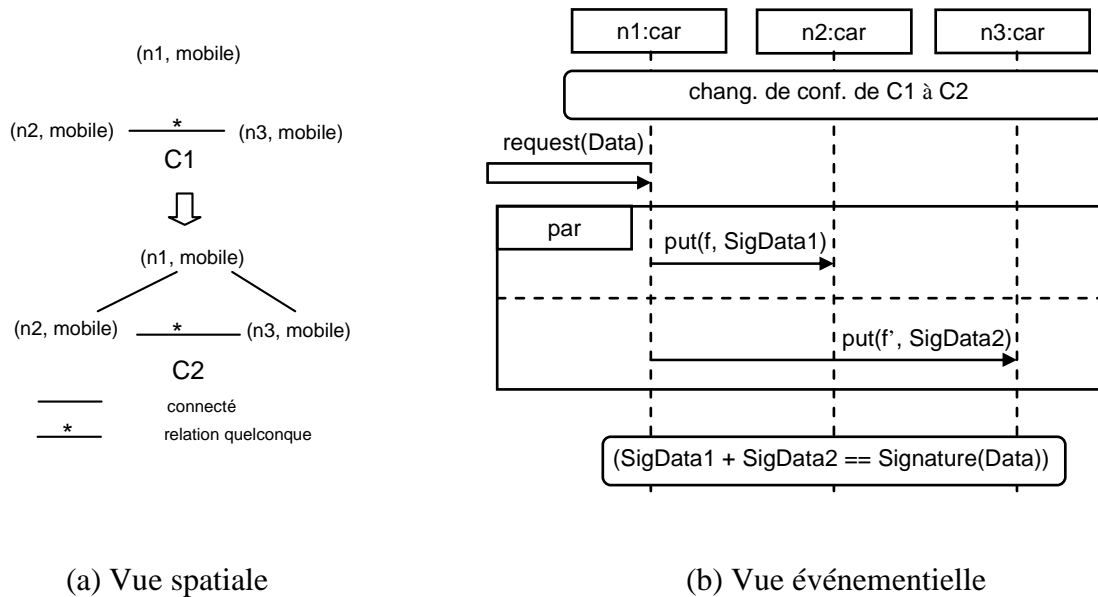 (n1, mobile)
(n2, mobile) * (n3, mobile)
C1
(n1, mobile)
(n2, mobile) * (n3, mobile)
C2
connecté
* relation quelconque
(a) Vue spatiale
n1:car n2:car n3:car
chang. de conf. de C1 à C2
request(Data)
par
put(f, SigData1)
put(f’, SigData2)
(SigData1 + SigData2 == Signature(Data))
(b) Vue événementielle